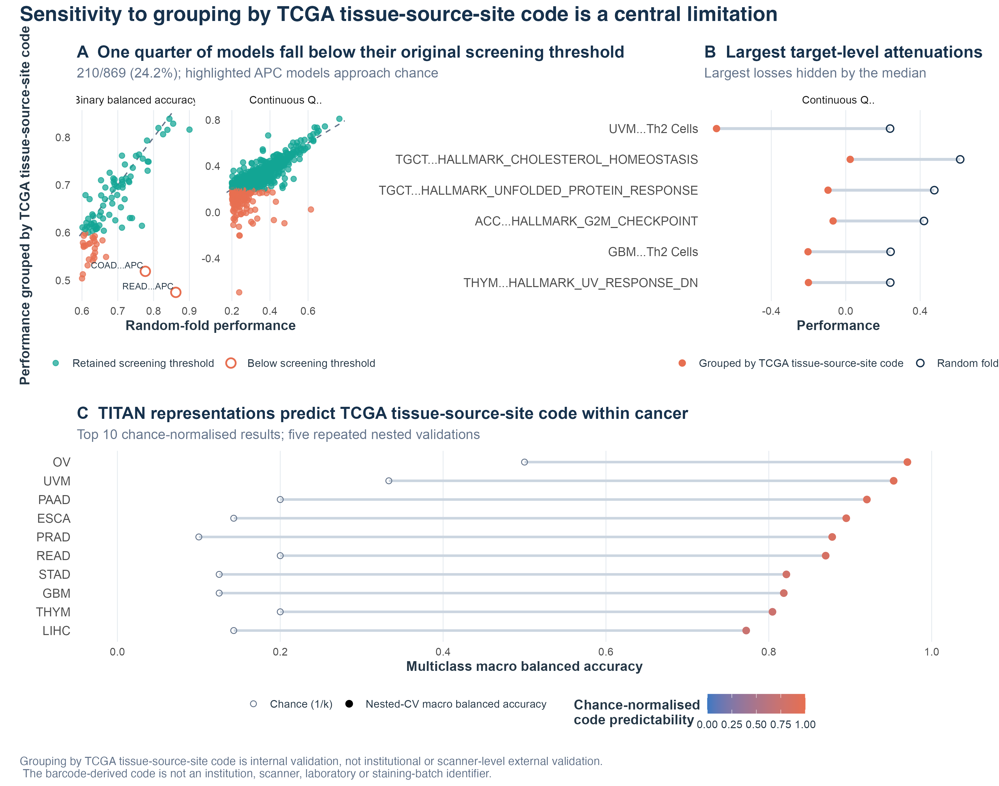 Sensitivity to grouping by TCGA tissue-source-site code is a central limitation
A One quarter of models fall below their original screening threshold
210/869 (24.2%); highlighted APC models approach chance
Performance grouped by TCGA tissue-source-site code
Binary balanced accuracy
0.8
0.7
0.6
0.5
COAD...APC
READ...APC
0.6 0.7 0.8 0.9
Continuous Q..
0.8
0.4
0.0
-0.4
0.2 0.4 0.6
Random-fold performance
Retained screening threshold
Below screening threshold
B Largest target-level attenuations
Largest losses hidden by the median
Continuous Q..
UVM...Th2 Cells
TGCT...HALLMARK_CHOLESTEROL_HOMEOSTASIS
TGCT...HALLMARK_UNFOLDED_PROTEIN_RESPONSE
ACC...HALLMARK_G2M_CHECKPOINT
GBM...Th2 Cells
THYM...HALLMARK_UV_RESPONSE_DN
-0.4 0.0 0.4
Performance
Grouped by TCGA tissue-source-site code
Random fold
C TITAN representations predict TCGA tissue-source-site code within cancer
Top 10 chance-normalised results; five repeated nested validations
OV
UVM
PAAD
ESCA
PRAD
READ
STAD
GBM
THYM
LIHC
0.0 0.2 0.4 0.6 0.8 1.0
Multiclass macro balanced accuracy
Chance (1/k)
Nested-CV macro balanced accuracy
Chance-normalised
code predictability
0.00 0.25 0.50 0.75 1.00
Grouping by TCGA tissue-source-site code is internal validation, not institutional or scanner-level external validation.
The barcode-derived code is not an institution, scanner, laboratory or staining-batch identifier.